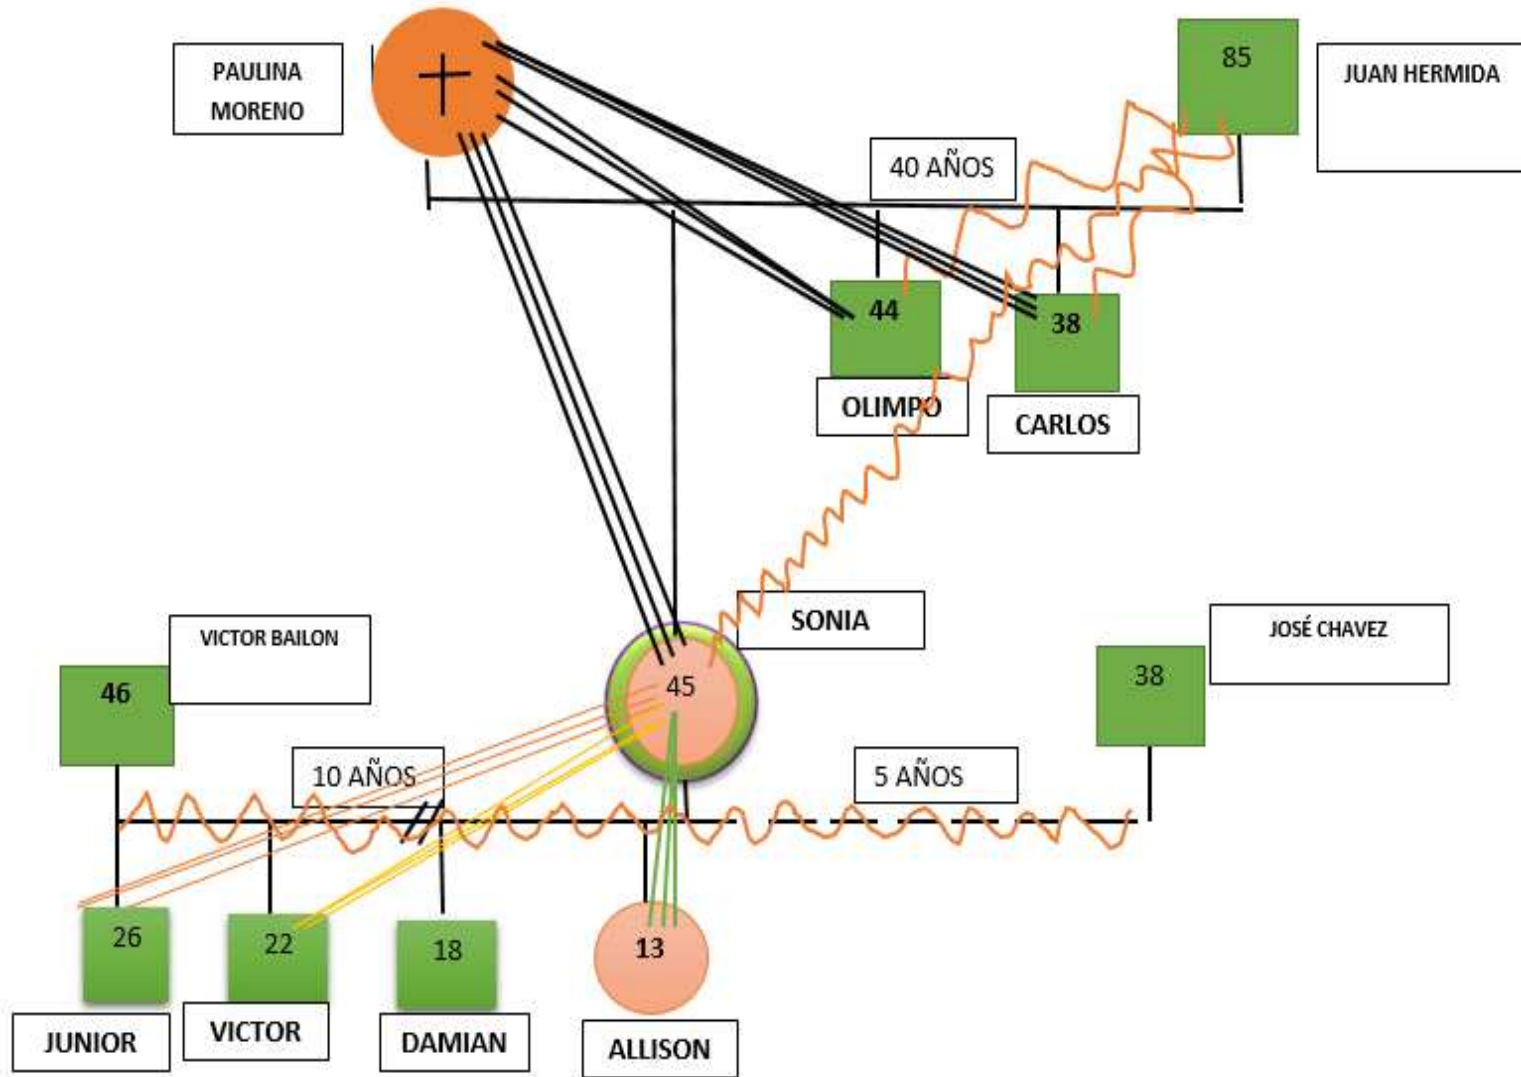 PAULINA
MORENO
85
JUAN HERMIDA
40 AÑOS
44
38
OLIMPO
CARLOS
SONIA
45
VICTOR BAILON
46
JOSÉ CHAVEZ
38
10 AÑOS
5 AÑOS
26
22
18
13
JUNIOR
VICTOR
DAMIAN
ALLISON